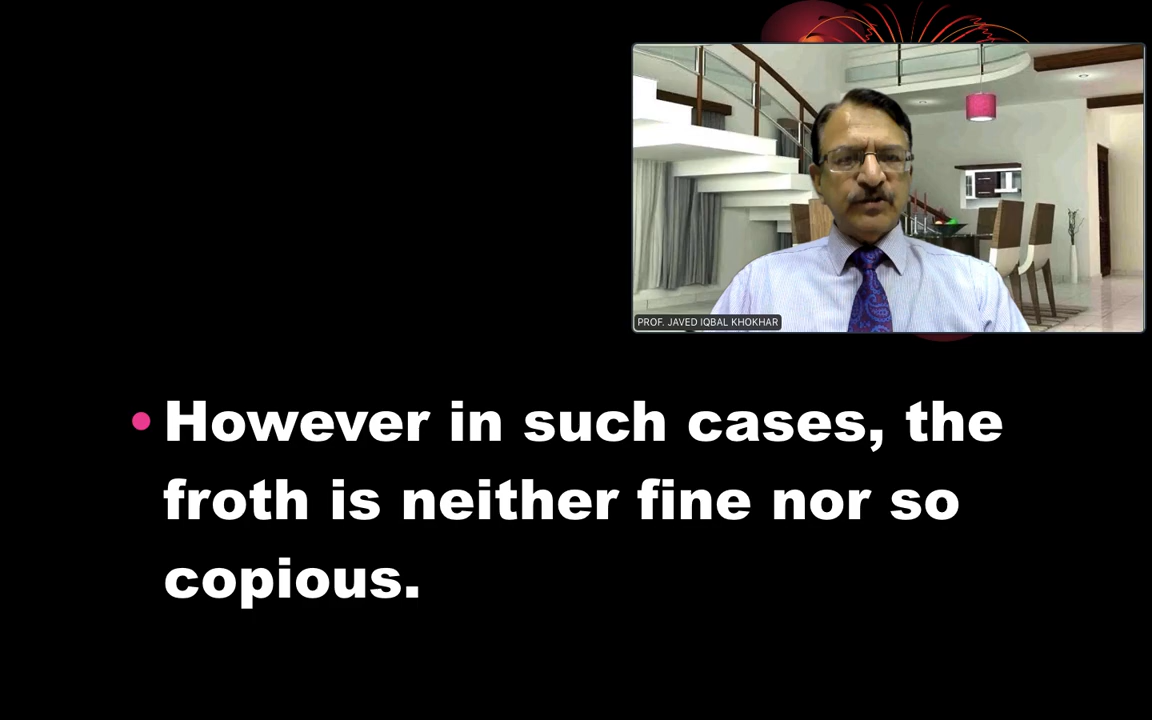 PROF. JAVED IQBAL KHOKHAR
• However in such cases, the
froth is neither fine nor so
copious.